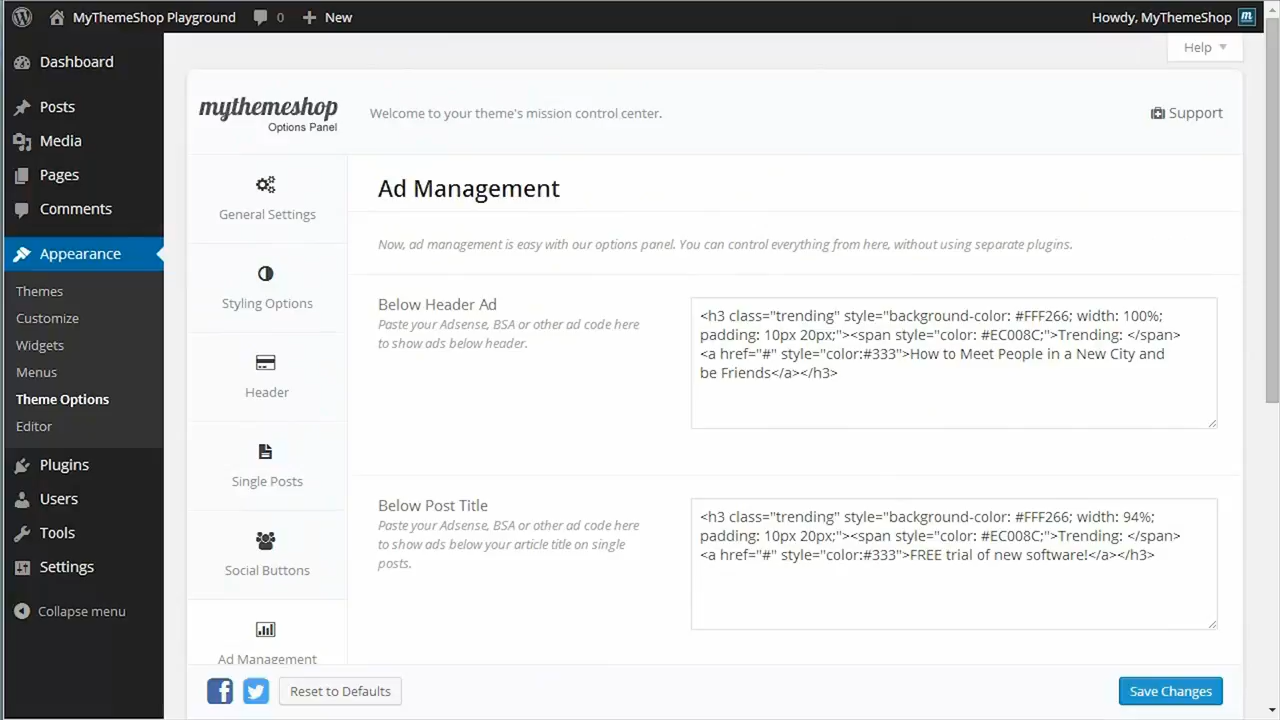 MyThemeShop Playground 0 New Howdy, MyThemeShop m
Help
Dashboard
Posts
Media
Pages
Comments
Appearance
Themes
Customize
Widgets
Menus
Theme Options
Editor
Plugins
Users
Tools
Settings
Collapse menu
mythemeshop
Options Panel
Welcome to your theme's mission control center.
Support
General Settings
Styling Options
Header
Single Posts
Social Buttons
Ad Management
Ad Management
Now, ad management is easy with our options panel. You can control everything from here, without using separate plugins.
Below Header Ad
Paste your Adsense, BSA or other ad code here
to show ads below header.
<h3 class="trending" style="background-color: #FFF266; width: 100%;
padding: 10px 20px;"><span style="color: #EC008C;">Trending: </span>
<a href="#" style="color:#333">How to Meet People in a New City and
be Friends</a></h3>
Below Post Title
Paste your Adsense, BSA or other ad code here
to show ads below your article title on single
posts.
<h3 class="trending" style="background-color: #FFF266; width: 94%;
padding: 10px 20px;"><span style="color: #EC008C;">Trending: </span>
<a href="#" style="color:#333">FREE trial of new software!</a></h3>
Reset to Defaults
Save Changes